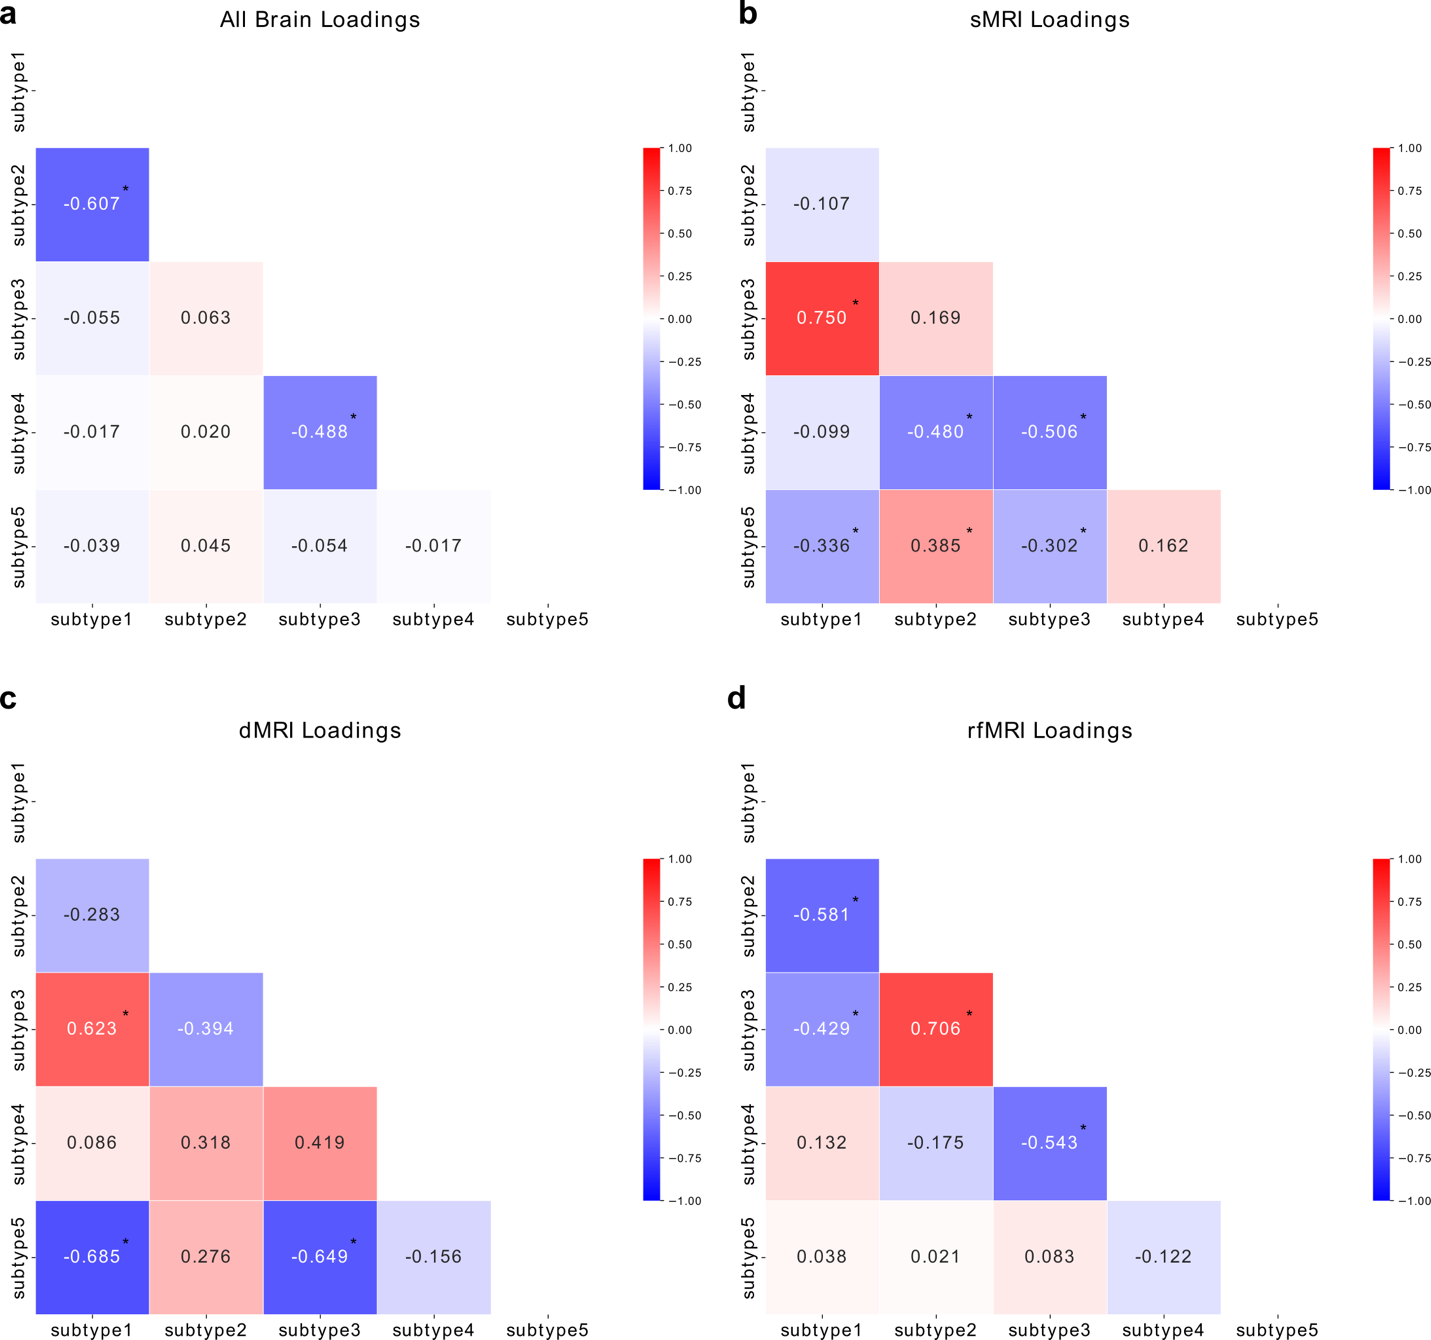 a
All Brain Loadings
subtype1
subtype2
-0.607 *
subtype3
-0.055 0.063
subtype4
-0.017 0.020 -0.488 *
subtype5
-0.039 0.045 -0.054 -0.017
subtype1 subtype2 subtype3 subtype4 subtype5
1.00
0.75
0.50
0.25
0.00
−0.25
−0.50
−0.75
−1.00
b
sMRI Loadings
subtype1
subtype2
-0.107
subtype3
0.750 * 0.169
subtype4
-0.099 -0.480 * -0.506 *
subtype5
-0.336 * 0.385 * -0.302 * 0.162
subtype1 subtype2 subtype3 subtype4 subtype5
1.00
0.75
0.50
0.25
0.00
−0.25
−0.50
−0.75
−1.00
c
dMRI Loadings
subtype1
subtype2
-0.283
subtype3
0.623 * -0.394
subtype4
0.086 0.318 0.419
subtype5
-0.685 * 0.276 -0.649 * -0.156
subtype1 subtype2 subtype3 subtype4 subtype5
1.00
0.75
0.50
0.25
0.00
−0.25
−0.50
−0.75
−1.00
d
rfMRI Loadings
subtype1
subtype2
-0.581 *
subtype3
-0.429 * 0.706 *
subtype4
0.132 -0.175 -0.543 *
subtype5
0.038 0.021 0.083 -0.122
subtype1 subtype2 subtype3 subtype4 subtype5
1.00
0.75
0.50
0.25
0.00
−0.25
−0.50
−0.75
−1.00